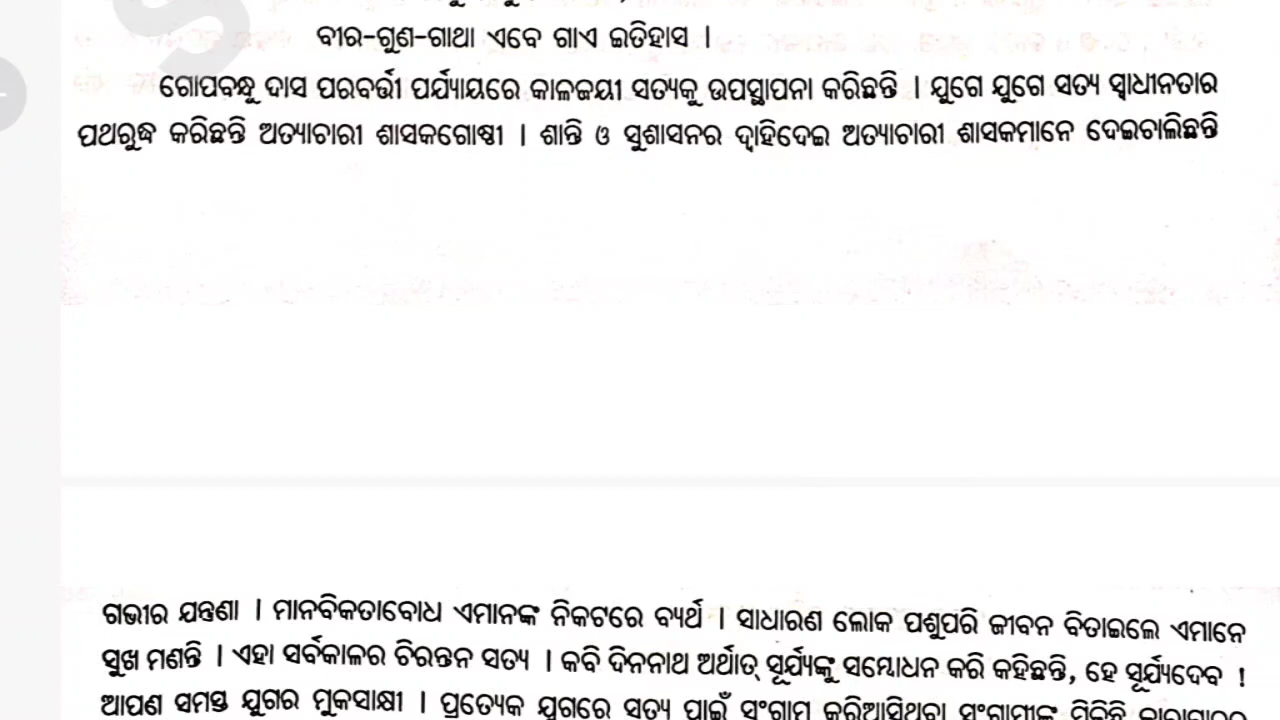 ବୀର-ଗୁଣ-ଗାଥା ଏବେ ଗାଏ ଇତିହାସ ।
ଗୋପବନ୍ଧୁ ଦାସ ପରବର୍ତ୍ତୀ ପର୍ଯ୍ୟାୟରେ କାଳଜୟୀ ସତ୍ୟକୁ ଉପସ୍ଥାପନା କରିଛନ୍ତି । ଯୁଗେ ଯୁଗେ ସତ୍ୟ ସ୍ୱାଧୀନତାର
ପଥରୁଦ୍ଧ କରିଛନ୍ତି ଅତ୍ୟାଚାରୀ ଶାସକଗୋଷ୍ଠୀ । ଶାନ୍ତି ଓ ସୁଶାସନର ଦ୍ୱାହିଦେଇ ଅତ୍ୟାଚାରୀ ଶାସକମାନେ ଦେଇଚାଲିଛନ୍ତି
ଗଭୀର ଯନ୍ତ୍ରଣା । ମାନବିକତାବୋଧ ଏମାନଙ୍କ ନିକଟରେ ବ୍ୟର୍ଥ । ସାଧାରଣ ଲୋକ ପଶୁପରି ଜୀବନ ବିତାଇଲେ ଏମାନେ
ସୁଖ ମଣନ୍ତି । ଏହା ସର୍ବକାଳର ଚିରନ୍ତନ ସତ୍ୟ । କବି ଦିନନାଥ ଅର୍ଥାତ୍ ସୂର୍ଯ୍ୟଙ୍କୁ ସମ୍ବୋଧନ କରି କହିଛନ୍ତି, ହେ ସୂର୍ଯ୍ୟଦେବ !
ଆପଣ ସମସ୍ତ ଯୁଗର ମୁକସାକ୍ଷୀ । ପ୍ରତ୍ୟେକ ଯୁଗରେ ସତ୍ୟ ପାଇଁ ସଂଗ୍ରାମ କରିଆସିଥିବା